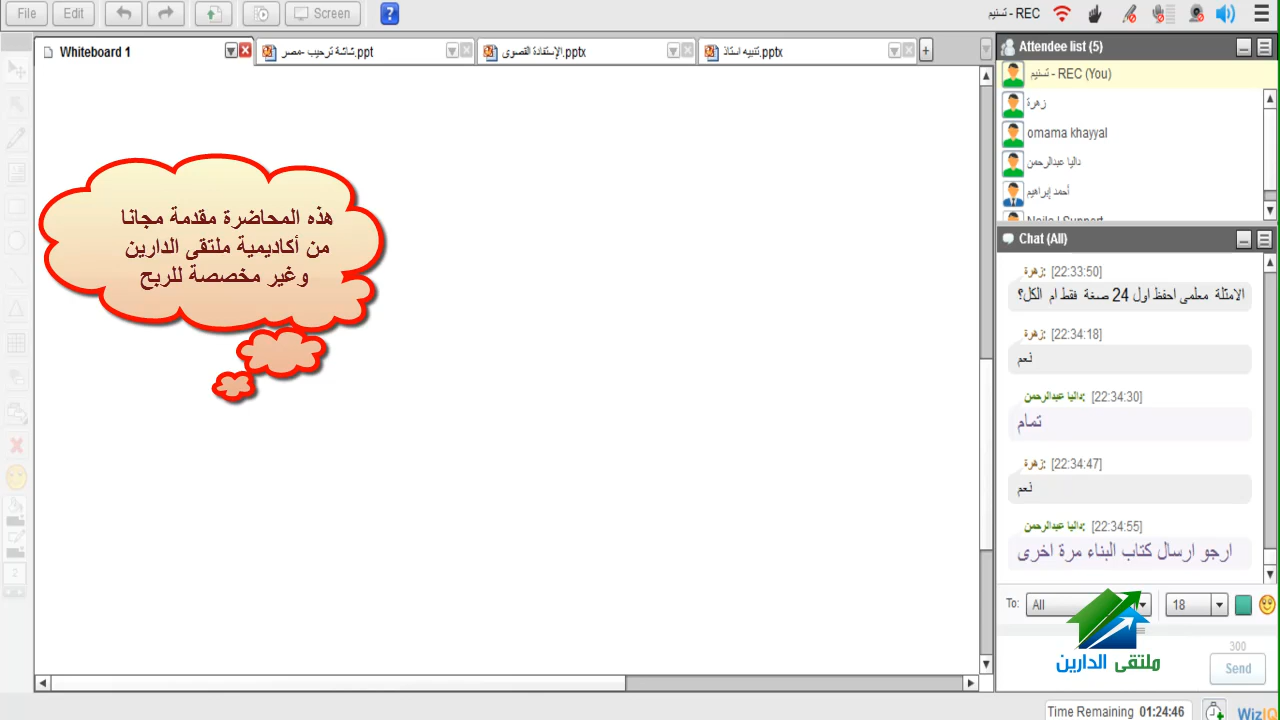 File Edit Screen ? تسنيم - REC
Whiteboard 1
شاشة ترحيب -مصر.ppt
الإستفادة القصوى.pptx
تنبيه استاذ.pptx
+
هذه المحاضرة مقدمة مجانا
من أكاديمية ملتقى الدارين
وغير مخصصة للربح
Attendee list (5)
تسنيم - REC (You)
زهرة
omama khayyal
داليا عبدالرحمن
أحمد إبراهيم
Chat (All)
زهرة: [22:33:50]
الامثلة معلمى احفظ اول 24 صفة فقط ام الكل؟
زهرة: [22:34:18]
نعم
داليا عبدالرحمن: [22:34:30]
تمام
زهرة: [22:34:47]
نعم
داليا عبدالرحمن: [22:34:55]
ارجو ارسال كتاب البناء مرة اخرى
To: All 18
ملتقى الدارين
300
Send
2
Time Remaining 01:24:46
WizIQ